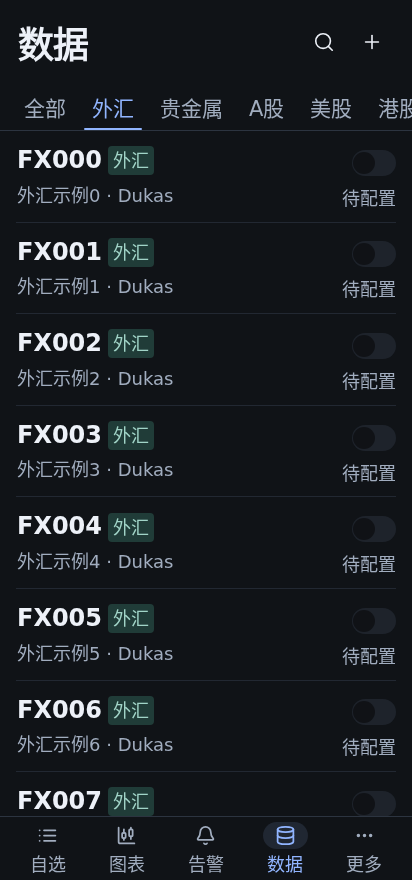 数据
全部 外汇 贵金属 A股 美股 港股
FX000 外汇
外汇示例0 · Dukas 待配置
FX001 外汇
外汇示例1 · Dukas 待配置
FX002 外汇
外汇示例2 · Dukas 待配置
FX003 外汇
外汇示例3 · Dukas 待配置
FX004 外汇
外汇示例4 · Dukas 待配置
FX005 外汇
外汇示例5 · Dukas 待配置
FX006 外汇
外汇示例6 · Dukas 待配置
FX007 外汇
自选 图表 告警 数据 更多